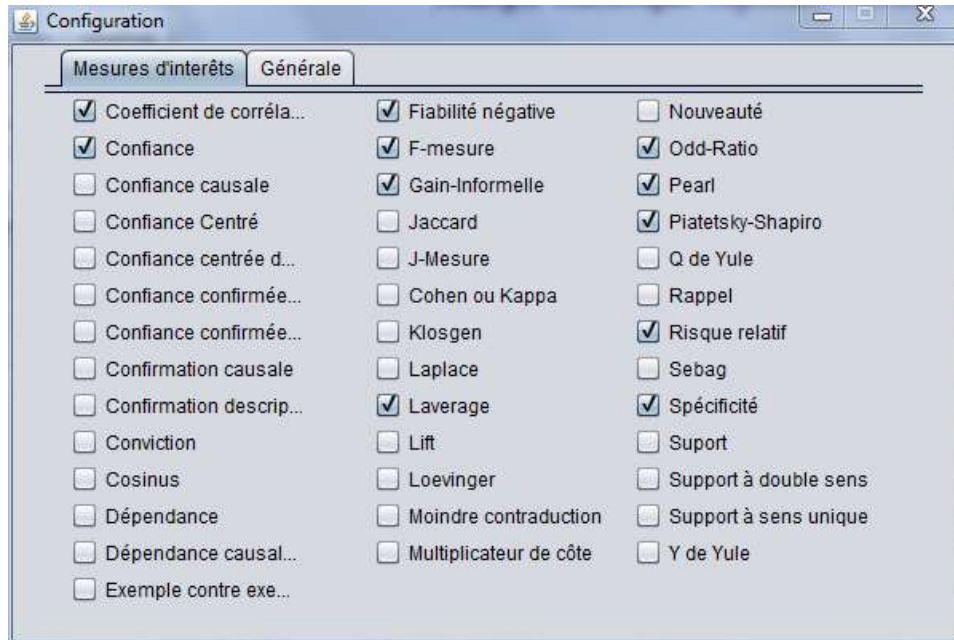 Configuration
Mesures d'interêts
Générale
Coefficient de corréla...
Confiance
Confiance causale
Confiance Centré
Confiance centrée d...
Confiance confirmée...
Confiance confirmée...
Confirmation causale
Confirmation descrip...
Conviction
Cosinus
Dépendance
Dépendance causal...
Exemple contre exe...
Fiabilité négative
F-mesure
Gain-Informelle
Jaccard
J-Mesure
Cohen ou Kappa
Klosgen
Laplace
Laverage
Lift
Loevinger
Moindre contraduction
Multiplicateur de côte
Nouveauté
Odd-Ratio
Pearl
Piatetsky-Shapiro
Q de Yule
Rappel
Risque relatif
Sebag
Spécificité
Suport
Support à double sens
Support à sens unique
Y de Yule